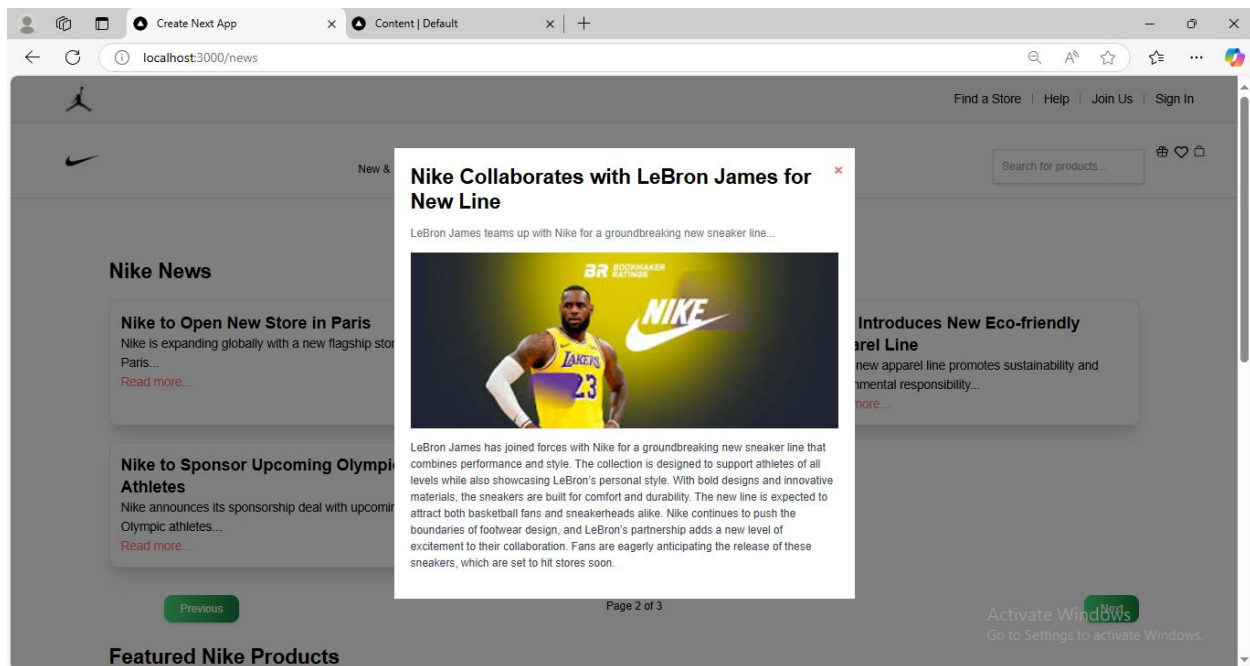 Create Next App
Content | Default
localhost:3000/news
Find a Store
Help
Join Us
Sign In
New &
Search for products...
Nike News
Nike to Open New Store in Paris
Nike is expanding globally with a new flagship stor
Paris...
Read more...
Introduces New Eco-friendly
arel Line
new apparel line promotes sustainability and
nmental responsibility...
more...
Nike to Sponsor Upcoming Olympi
Athletes
Nike announces its sponsorship deal with upcomin
Olympic athletes...
Read more...
Nike Collaborates with LeBron James for
New Line
LeBron James teams up with Nike for a groundbreaking new sneaker line...
BR BOOKMAKER
RATINGS
NIKE
LAKERS
23
LeBron James has joined forces with Nike for a groundbreaking new sneaker line that
combines performance and style. The collection is designed to support athletes of all
levels while also showcasing LeBron's personal style. With bold designs and innovative
materials, the sneakers are built for comfort and durability. The new line is expected to
attract both basketball fans and sneakerheads alike. Nike continues to push the
boundaries of footwear design, and LeBron's partnership adds a new level of
excitement to their collaboration. Fans are eagerly anticipating the release of these
sneakers, which are set to hit stores soon.
Previous
Page 2 of 3
Next
Activate Windows
Go to Settings to activate Windows.
Featured Nike Products